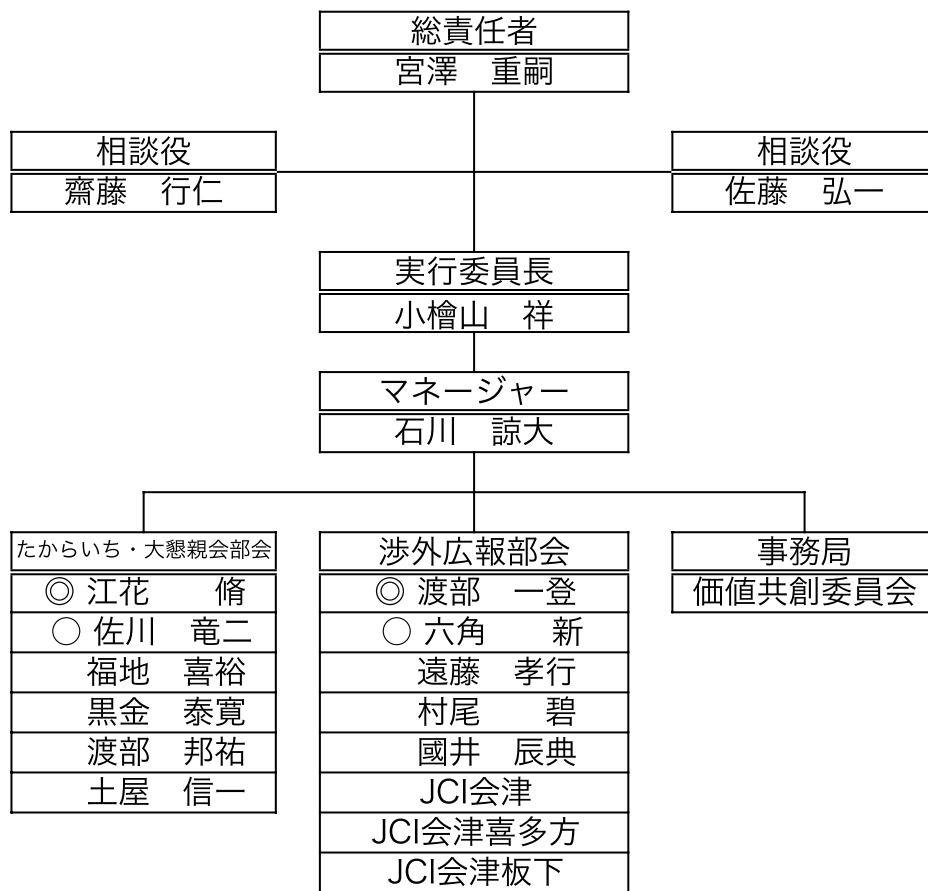 総責任者
宮澤　重嗣
相談役
齋藤　行仁
相談役
佐藤　弘一
実行委員長
小檜山　祥
マネージャー
石川　諒大
たからいち・大懇親会部会
◎ 江花　　脩
○ 佐川　竜二
福地　喜裕
黒金　泰寛
渡部　邦祐
土屋　信一
渉外広報部会
◎ 渡部　一登
○ 六角　　新
遠藤　孝行
村尾　　碧
國井　辰典
JCI会津
JCI会津喜多方
JCI会津板下
事務局
価値共創委員会